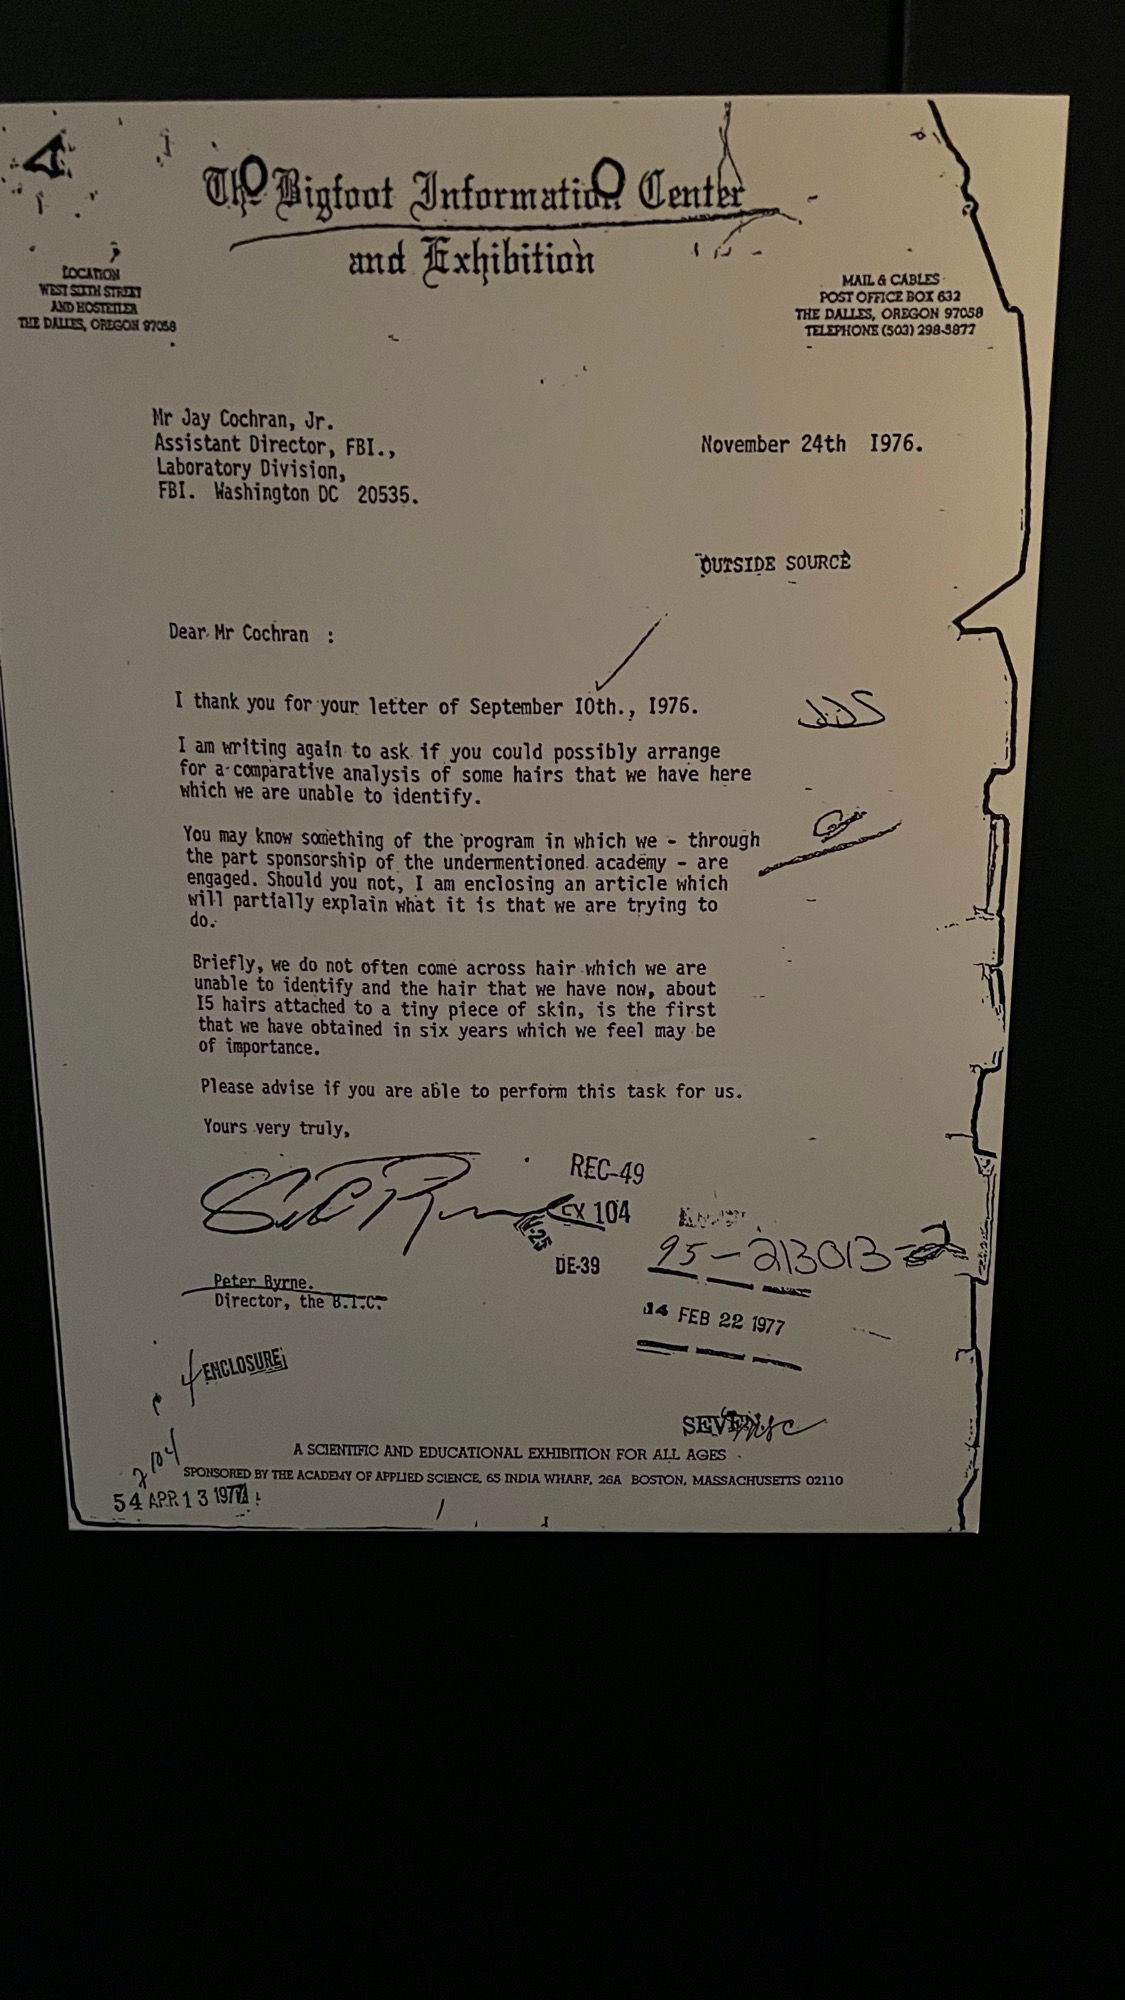 The Bigfoot Information Center
and Exhibition
LOCATION
WEST SIXTH STREET
AND HOSTETLER
THE DALLES, OREGON 97058
MAIL & CABLES
POST OFFICE BOX 632
THE DALLES, OREGON 97058
TELEPHONE (503) 298-5877
Mr Jay Cochran, Jr.
Assistant Director, FBI.,
Laboratory Division,
FBI. Washington DC 20535.
November 24th I976.
OUTSIDE SOURCE
Dear Mr Cochran :
I thank you for your letter of September I0th., I976.
I am writing again to ask if you could possibly arrange
for a comparative analysis of some hairs that we have here
which we are unable to identify.
You may know something of the program in which we - through
the part sponsorship of the undermentioned academy - are
engaged. Should you not, I am enclosing an article which
will partially explain what it is that we are trying to
do.
Briefly, we do not often come across hair which we are
unable to identify and the hair that we have now, about
I5 hairs attached to a tiny piece of skin, is the first
that we have obtained in six years which we feel may be
of importance.
Please advise if you are able to perform this task for us.
Yours very truly,
REC-49
EX 104
DE-39
95-213013-2
Peter Byrne.
Director, the B.I.C.
14 FEB 22 1977
ENCLOSURE
SEVEN
A SCIENTIFIC AND EDUCATIONAL EXHIBITION FOR ALL AGES
SPONSORED BY THE ACADEMY OF APPLIED SCIENCE, 65 INDIA WHARF, 26A BOSTON, MASSACHUSETTS 02110
54 APR 13 1977